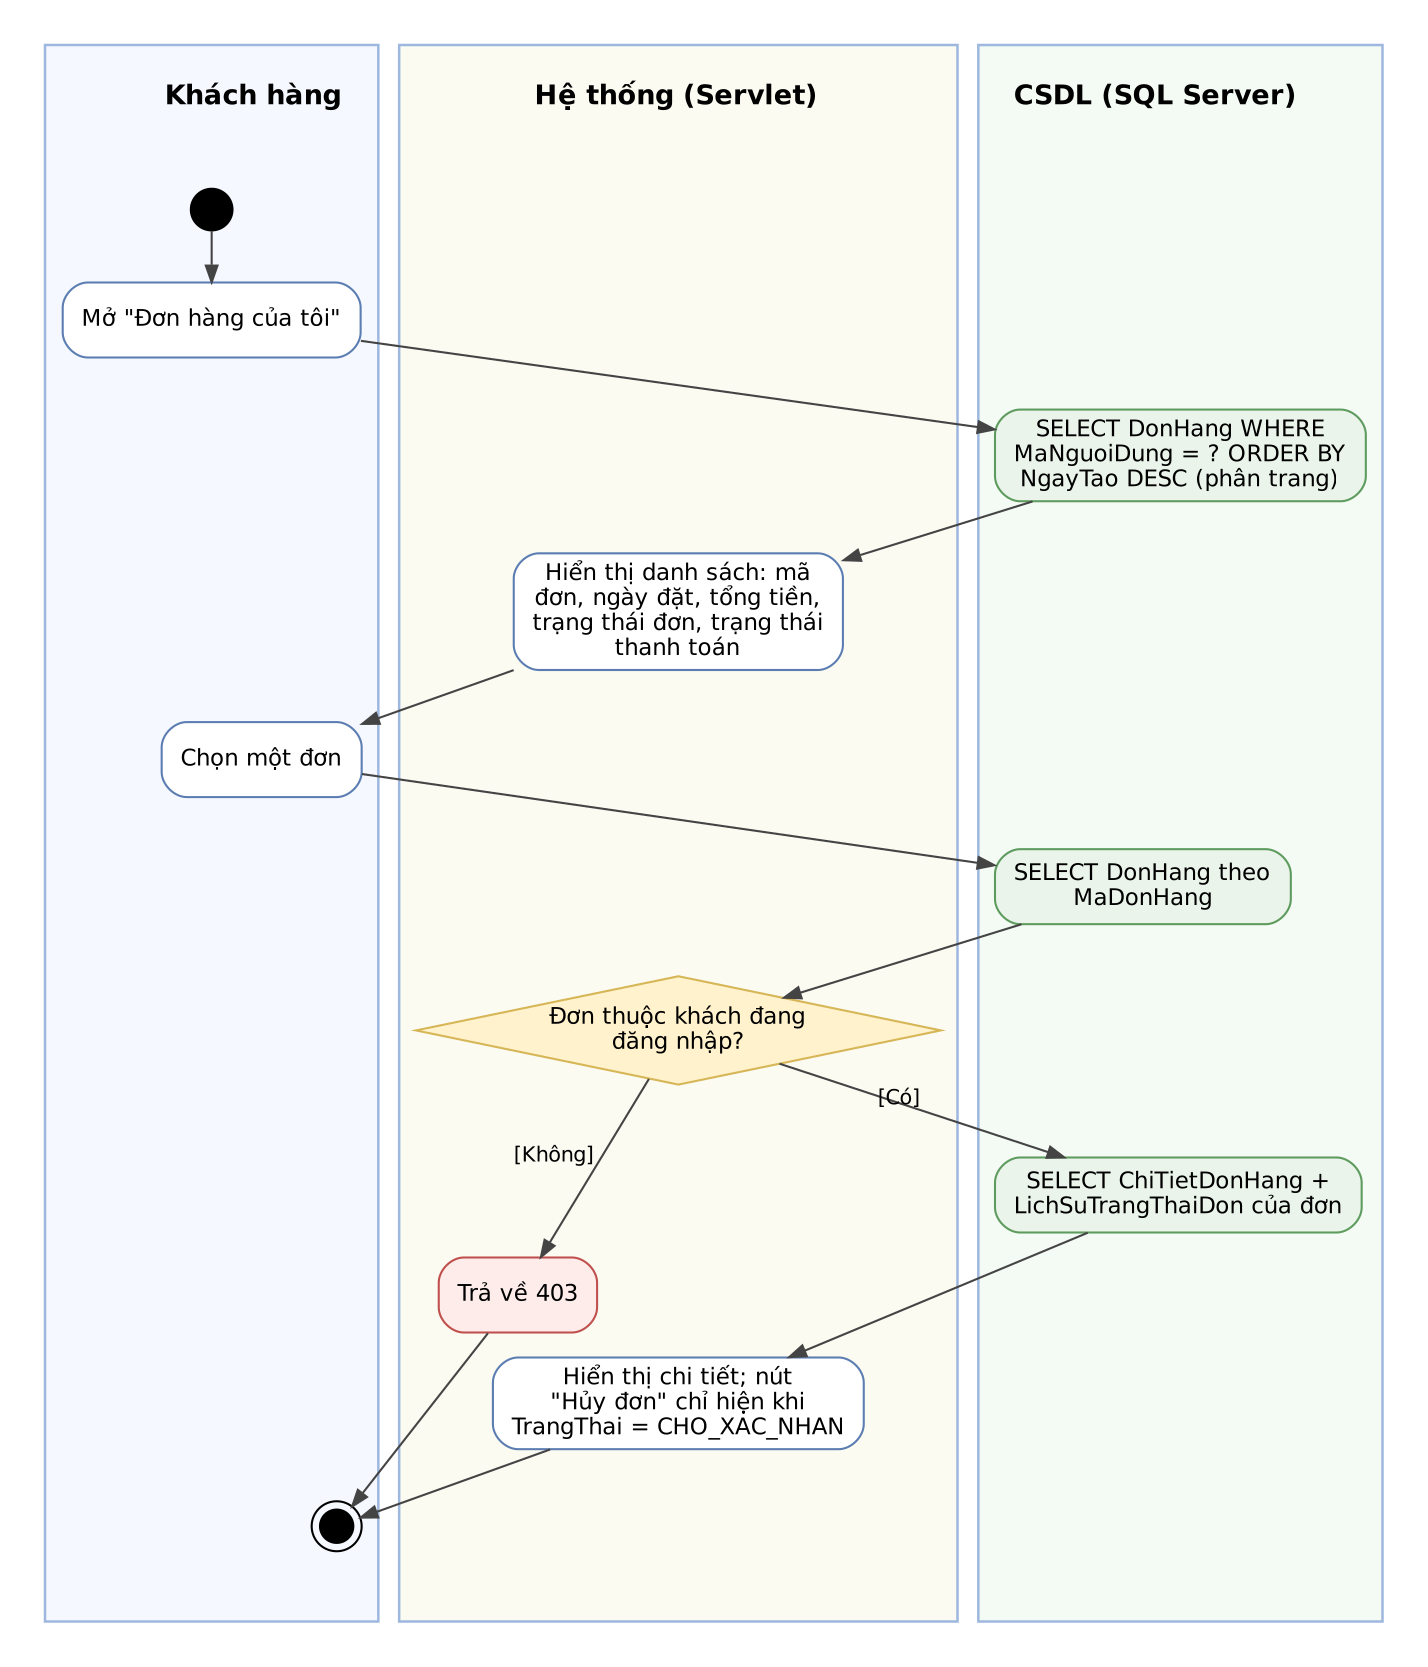 Khách hàng
Hệ thống (Servlet)
CSDL (SQL Server)
Mở "Đơn hàng của tôi"
SELECT DonHang WHERE
MaNguoiDung = ? ORDER BY
NgayTao DESC (phân trang)
Hiển thị danh sách: mã
đơn, ngày đặt, tổng tiền,
trạng thái đơn, trạng thái
thanh toán
Chọn một đơn
SELECT DonHang theo
MaDonHang
Đơn thuộc khách đang
đăng nhập?
[Có]
[Không]
SELECT ChiTietDonHang +
LichSuTrangThaiDon của đơn
Trả về 403
Hiển thị chi tiết; nút
"Hủy đơn" chỉ hiện khi
TrangThai = CHO_XAC_NHAN